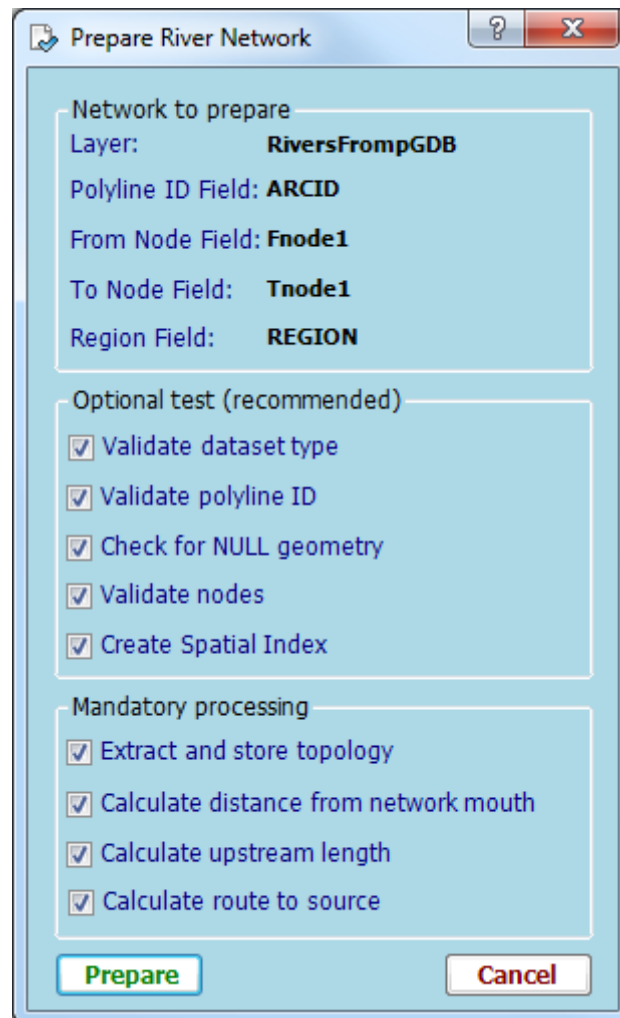 Prepare River Network
Network to prepare
Layer: RiversFrompGDB
Polyline ID Field: ARCID
From Node Field: Fnode1
To Node Field: Tnode1
Region Field: REGION
Optional test (recommended)
Validate dataset type
Validate polyline ID
Check for NULL geometry
Validate nodes
Create Spatial Index
Mandatory processing
Extract and store topology
Calculate distance from network mouth
Calculate upstream length
Calculate route to source
Prepare Cancel